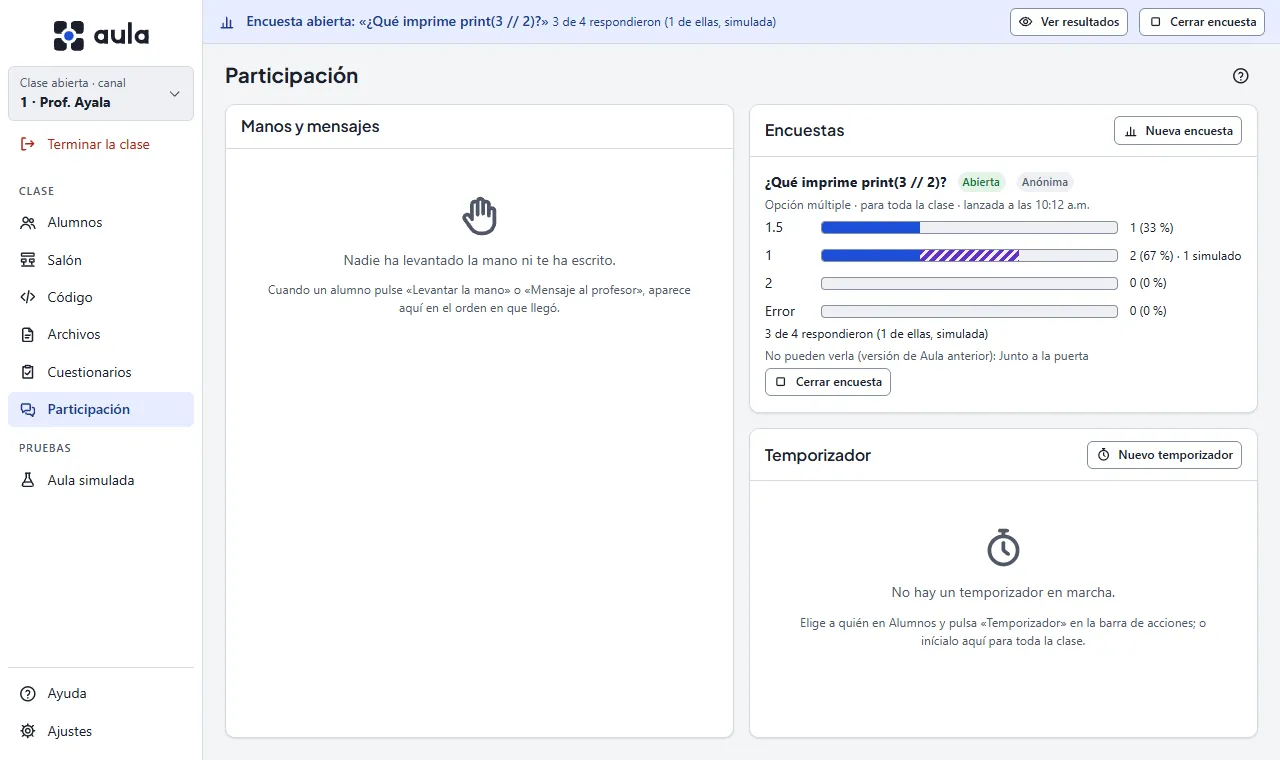 aula
Clase abierta · canal
1 · Prof. Ayala
Terminar la clase
CLASE
Alumnos
Salón
Código
Archivos
Cuestionarios
Participación
PRUEBAS
Aula simulada
Ayuda
Ajustes
Encuesta abierta: «¿Qué imprime print(3 // 2)?» 3 de 4 respondieron (1 de ellas, simulada)
Ver resultados
Cerrar encuesta
Participación
Manos y mensajes
Nadie ha levantado la mano ni te ha escrito.
Cuando un alumno pulse «Levantar la mano» o «Mensaje al profesor», aparece
aquí en el orden en que llegó.
Encuestas
Nueva encuesta
¿Qué imprime print(3 // 2)? Abierta Anónima
Opción múltiple · para toda la clase · lanzada a las 10:12 a.m.
1.5 1 (33 %)
1 2 (67 %) · 1 simulado
2 0 (0 %)
Error 0 (0 %)
3 de 4 respondieron (1 de ellas, simulada)
No pueden verla (versión de Aula anterior): Junto a la puerta
Cerrar encuesta
Temporizador
Nuevo temporizador
No hay un temporizador en marcha.
Elige a quién en Alumnos y pulsa «Temporizador» en la barra de acciones; o
inícialo aquí para toda la clase.